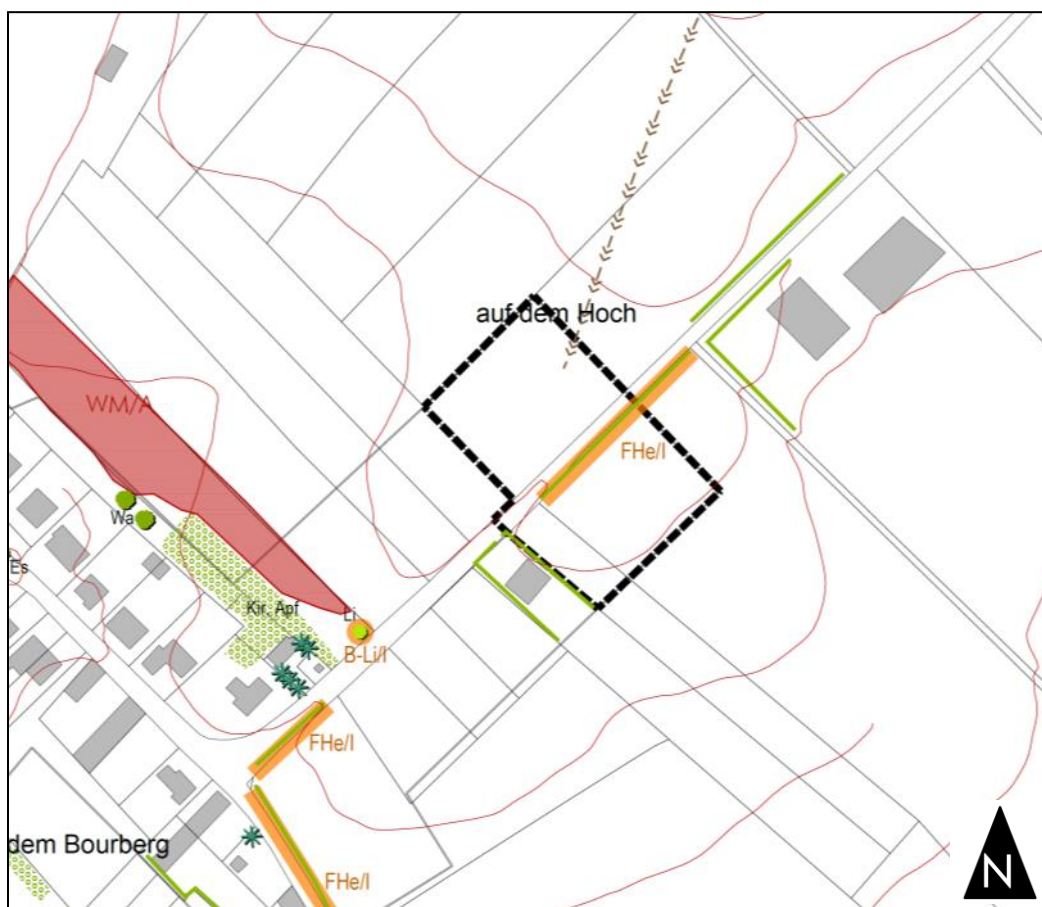 auf dem Hoch
WM/A
FHe/I
Wa
Es
Kir, Apf
Li
B-Li/I
FHe/I
dem Bourberg
FHe/I
N